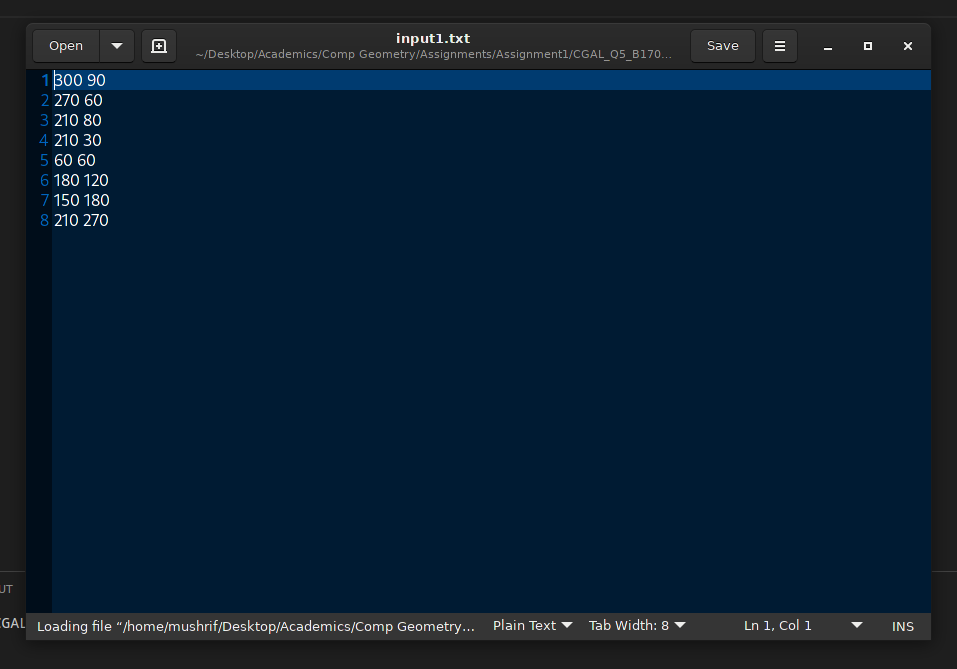 input1.txt
Open
~/Desktop/Academics/Comp Geometry/Assignments/Assignment1/CGAL_Q5_B170...
Save
1 300 90
2 270 60
3 210 80
4 210 30
5 60 60
6 180 120
7 150 180
8 210 270
UT
CGAL
Loading file “/home/mushrif/Desktop/Academics/Comp Geometry... Plain Text Tab Width: 8 Ln 1, Col 1 INS